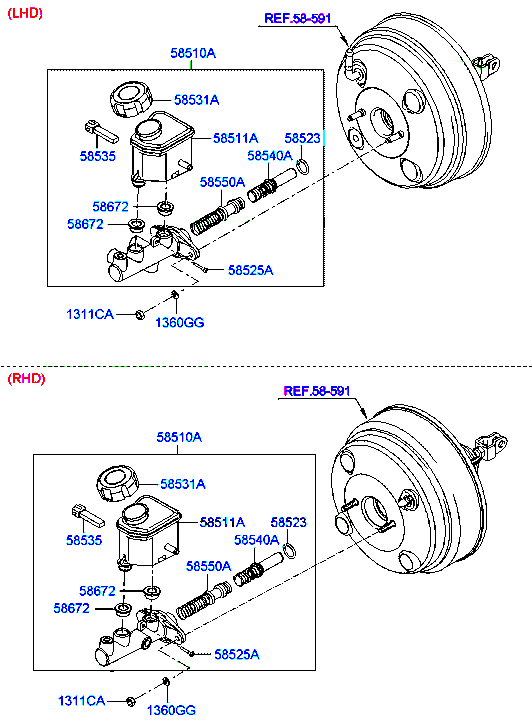 (LHD)
REF.58-591
58510A
58531A
58535
58511A
58523
58540A
58550A
58672
58672
58525A
1311CA
1360GG
(RHD)
REF.58-591
58510A
58531A
58535
58511A
58523
58540A
58550A
58672
58672
58525A
1311CA
1360GG